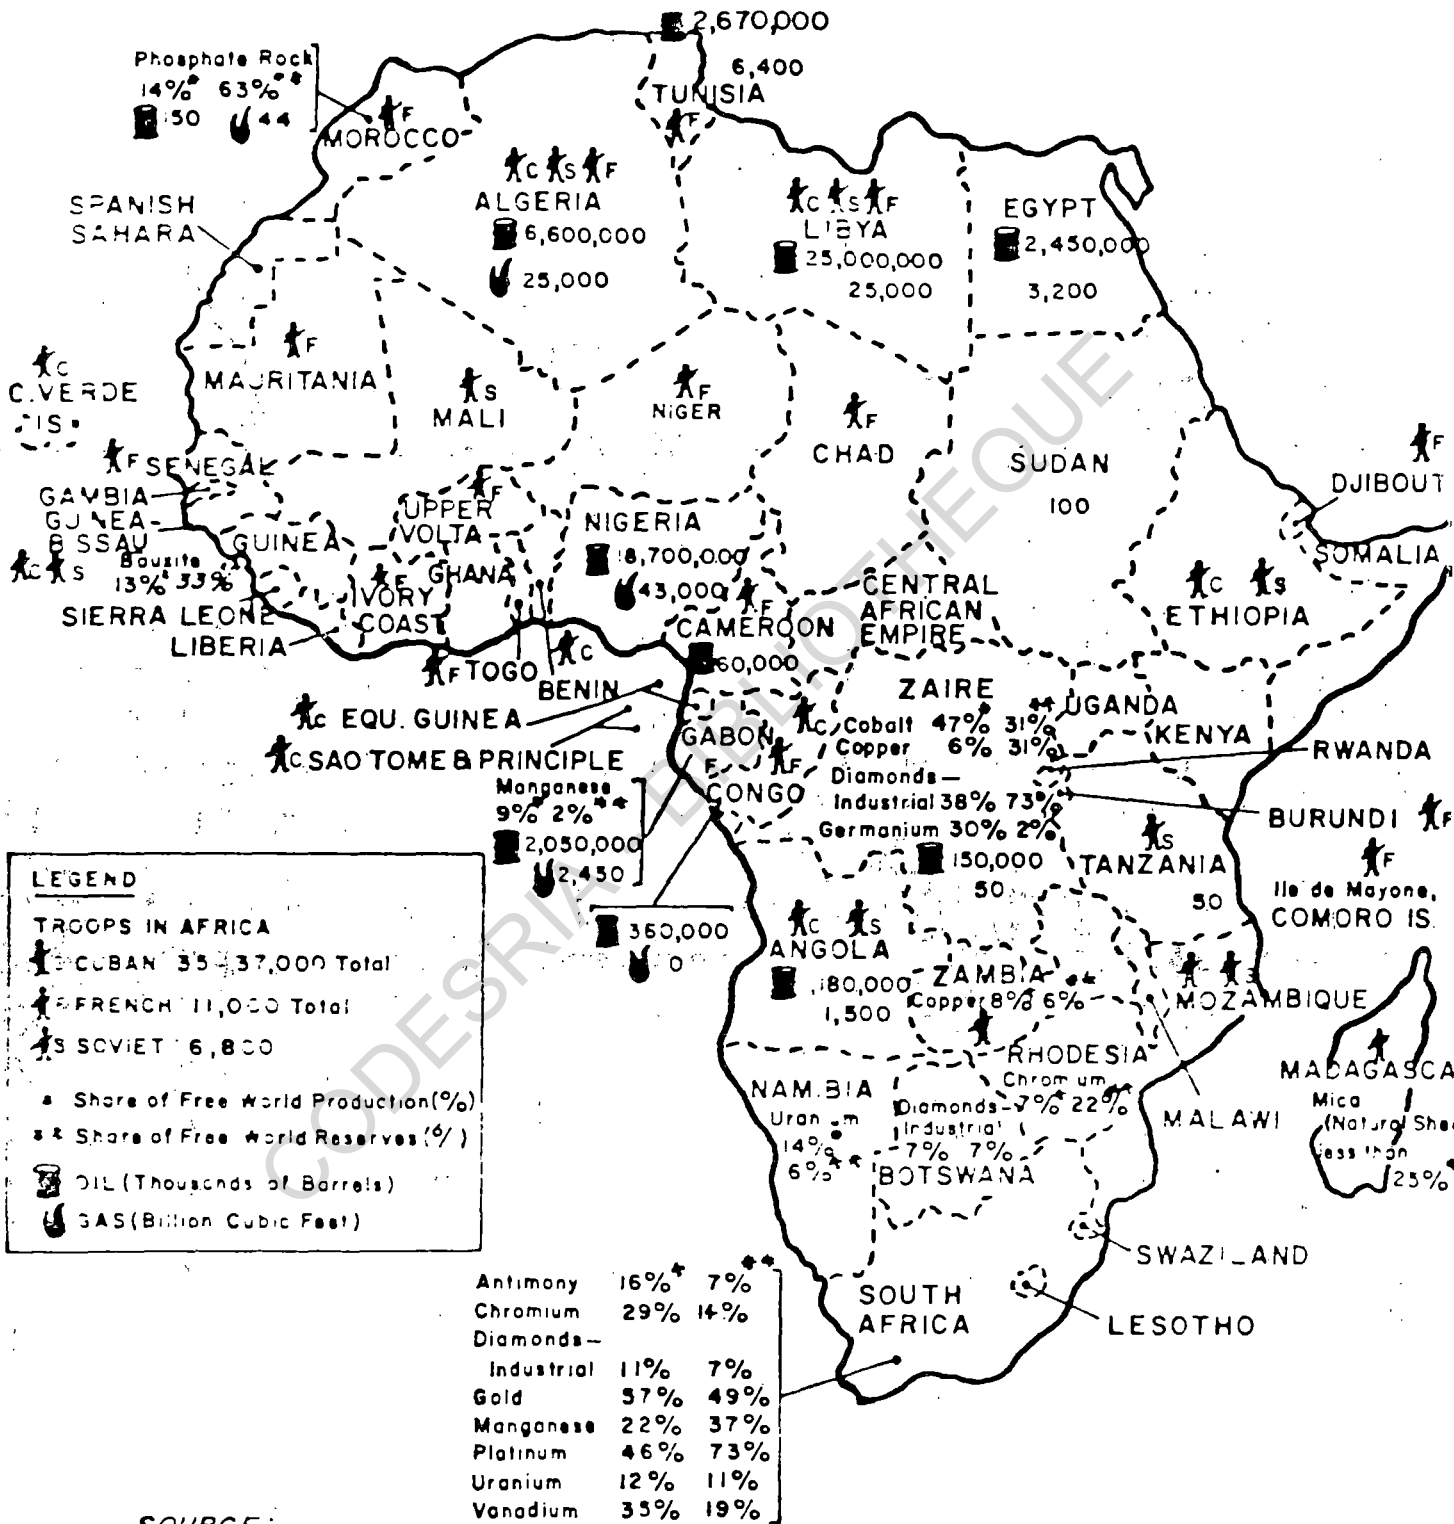 2,670,000
6,400
Phosphate Rock
14%* 63%**
150 44
F
MOROCCO
TUNISIA
F
C S F
ALGERIA
6,600,000
25,000
C S F
LIBYA
25,000,000
25,000
EGYPT
2,450,000
3,200
SPANISH
SAHARA
F
MAURITANIA
S
MALI
F
NIGER
F
CHAD
SUDAN
100
C
C. VERDE
IS.
F SENEGAL
GAMBIA
GUINEA-
BISSAU
C S
GUINEA
Bauxite
13%* 33%**
SIERRA LEONE
LIBERIA
F
UPPER
VOLTA
F
IVORY
COAST
GHANA
F TOGO
C
BENIN
NIGERIA
18,700,000
43,000
F
CAMEROON
60,000
CENTRAL
AFRICAN
EMPIRE
C S
ETHIOPIA
F
DJIBOUT
SOMALIA
C EQU. GUINEA
C SAO TOME & PRINCIPLE
GABON
F
C
F
CONGO
Manganese
9%* 2%**
2,050,000
2,450
360,000
0
ZAIRE
* **
Cobalt 47% 31%
Copper 6% 31%
Diamonds—
Industrial 38% 73%
Germanium 30% 2%
150,000
50
UGANDA
KENYA
RWANDA
BURUNDI
F
S
TANZANIA
50
F
Ile de Mayone,
COMORO IS.
C S
ANGOLA
180,000
1,500
ZAMBIA
Copper 8%* 6%**
S
MOZAMBIQUE
RHODESIA
Chromium
7%* 22%**
MALAWI
MADAGASCA
Mica
(Natural Shee
less than
25%*
NAMIBIA
Uranium
14%*
6%**
Diamonds—
Industrial
7% 7%
BOTSWANA
SWAZILAND
LESOTHO
SOUTH
AFRICA
* **
Antimony 16% 7%
Chromium 29% 14%
Diamonds—
Industrial 11% 7%
Gold 57% 49%
Manganese 22% 37%
Platinum 46% 73%
Uranium 12% 11%
Vanadium 35% 19%
LEGEND
TROOPS IN AFRICA
C CUBAN 35-37,000 Total
F FRENCH 11,000 Total
S SOVIET 6,800
* Share of Free World Production (%)
** Share of Free World Reserves (%)
OIL (Thousands of Barrels)
GAS (Billion Cubic Feet)
SOURCE:
CODESRIA - BIBLIOTHEQUE